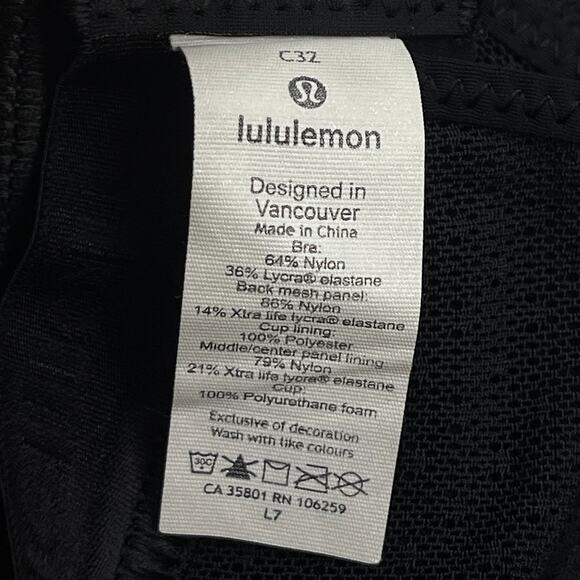 C32
lululemon
Designed in
Vancouver
Made in China
Bra:
64% Nylon
36% Lycra® elastane
Back mesh panel:
86% Nylon
14% Xtra life lycra® elastane
Cup lining:
100% Polyester
Middle/center panel lining
79% Nylon
21% Xtra life lycra® elastane
Cup:
100% Polyurethane foam
Exclusive of decoration
Wash with like colours
30C
CA 35801 RN 106259
L7